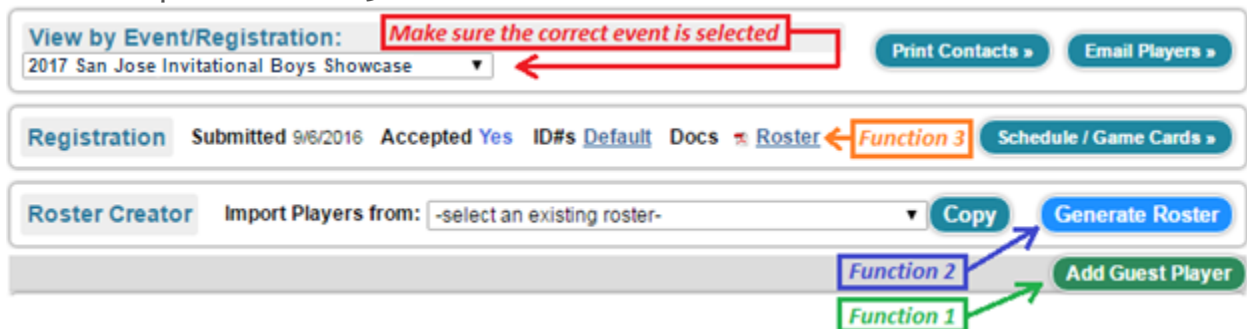 View by Event/Registration: Make sure the correct event is selected
2017 San Jose Invitational Boys Showcase Print Contacts » Email Players »
Registration Submitted 9/6/2016 Accepted Yes ID#s Default Docs Roster Function 3 Schedule / Game Cards »
Roster Creator Import Players from: -select an existing roster- Copy Generate Roster
Function 2 Add Guest Player
Function 1